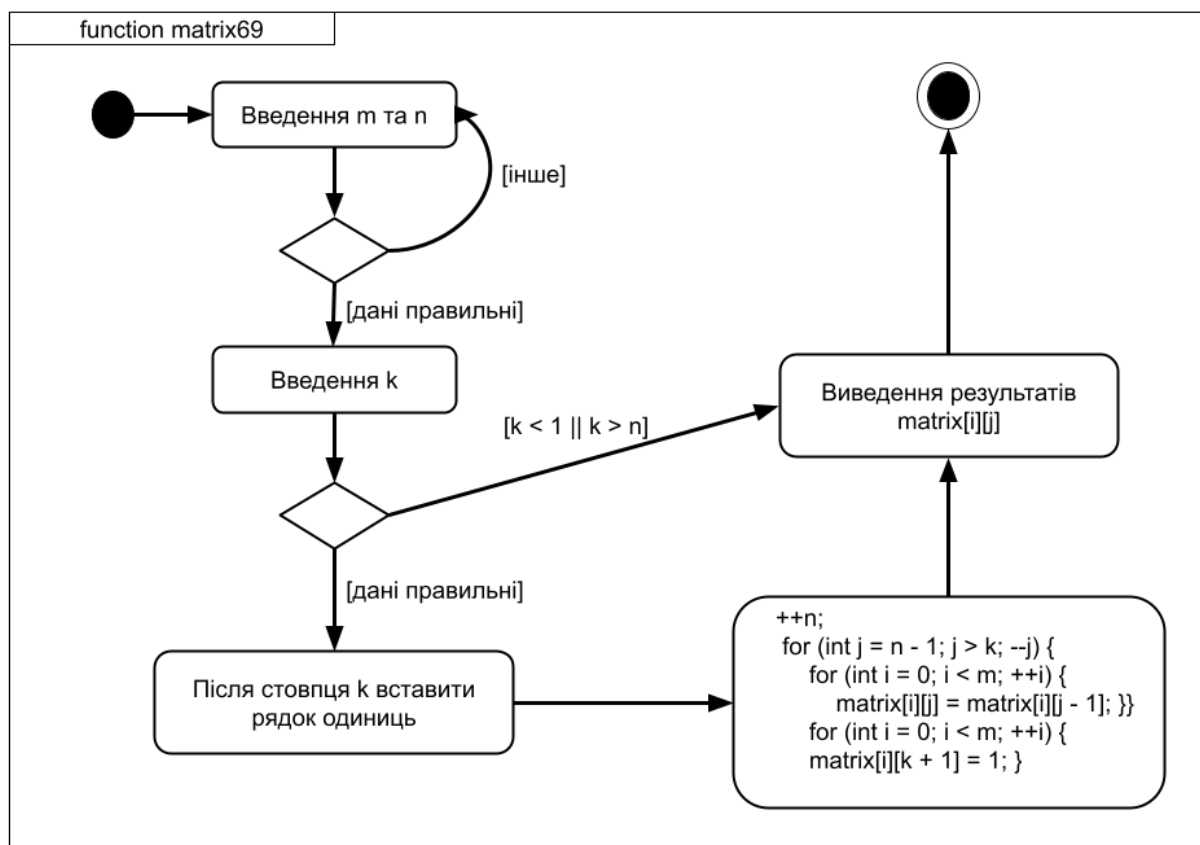 function matrix69
Введення m та n
[інше]
[дані правильні]
Введення k
[k < 1 || k > n]
Виведення результатів
matrix[i][j]
[дані правильні]
Після стовпця k вставити
рядок одиниць
++n;
for (int j = n - 1; j > k; --j) {
for (int i = 0; i < m; ++i) {
matrix[i][j] = matrix[i][j - 1]; }}
for (int i = 0; i < m; ++i) {
matrix[i][k + 1] = 1; }